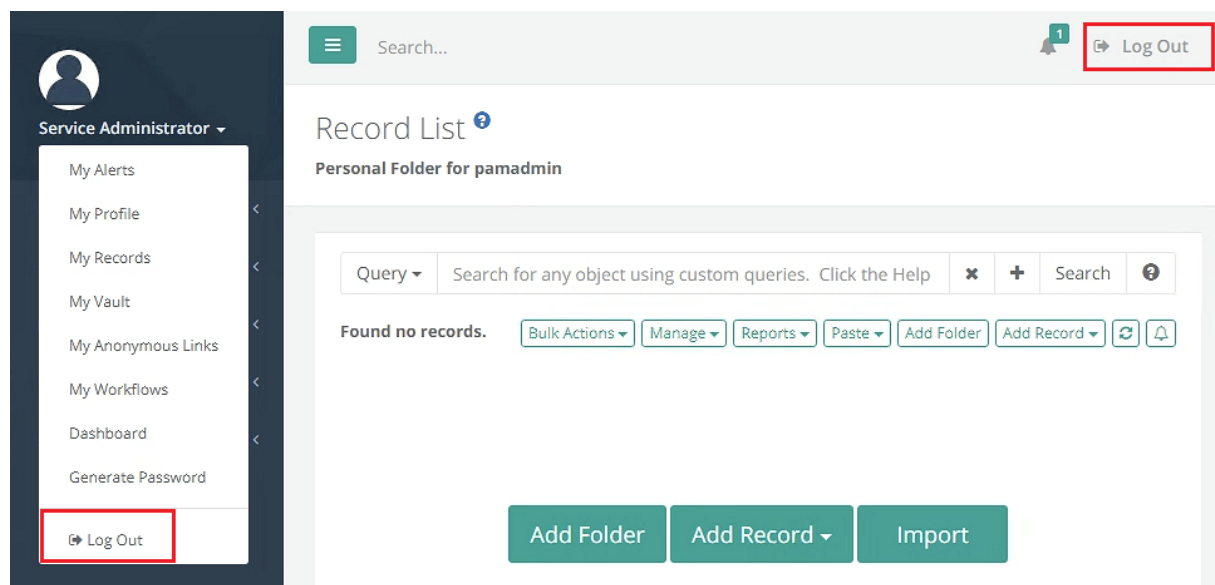 Search...
1
Log Out
Service Administrator
My Alerts
My Profile
My Records
My Vault
My Anonymous Links
My Workflows
Dashboard
Generate Password
Log Out
Record List ?
Personal Folder for pamadmin
Query Search for any object using custom queries. Click the Help Search ?
Found no records. Bulk Actions Manage Reports Paste Add Folder Add Record
Add Folder Add Record Import